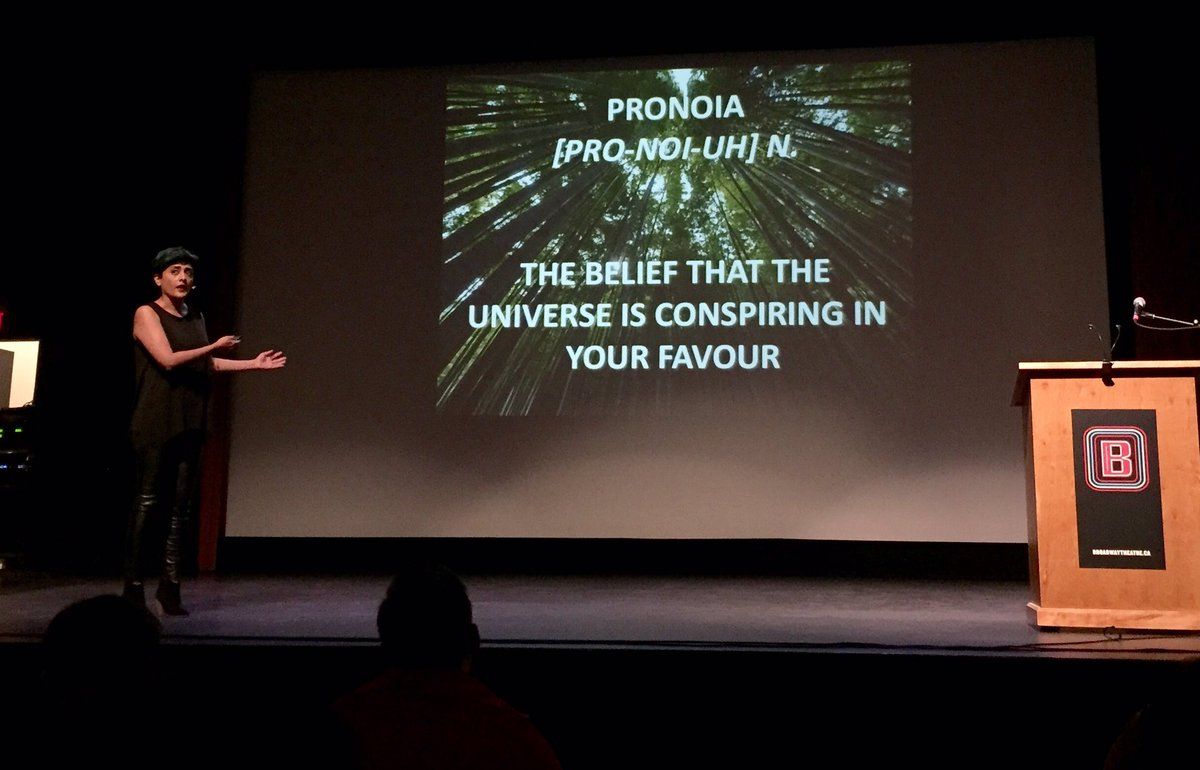 PRONOIA
[PRO-NOI-UH] N.
THE BELIEF THAT THE
UNIVERSE IS CONSPIRING IN
YOUR FAVOUR
B
BROADWAYTHEATRE.CA